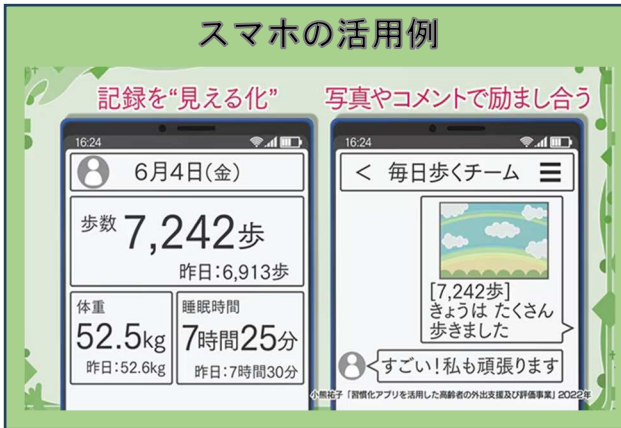 スマホの活用例
記録を“見える化”
写真やコメントで励まし合う
16:24
6月4日(金)
歩数 7,242歩
昨日:6,913歩
体重
52.5kg
昨日:52.6kg
睡眠時間
7時間25分
昨日:7時間30分
16:24
< 毎日歩くチーム
[7,242歩]
きょうは たくさん
歩きました
すごい!私も頑張ります
小熊祐子「習慣化アプリを活用した高齢者の外出支援及び評価事業」2022年